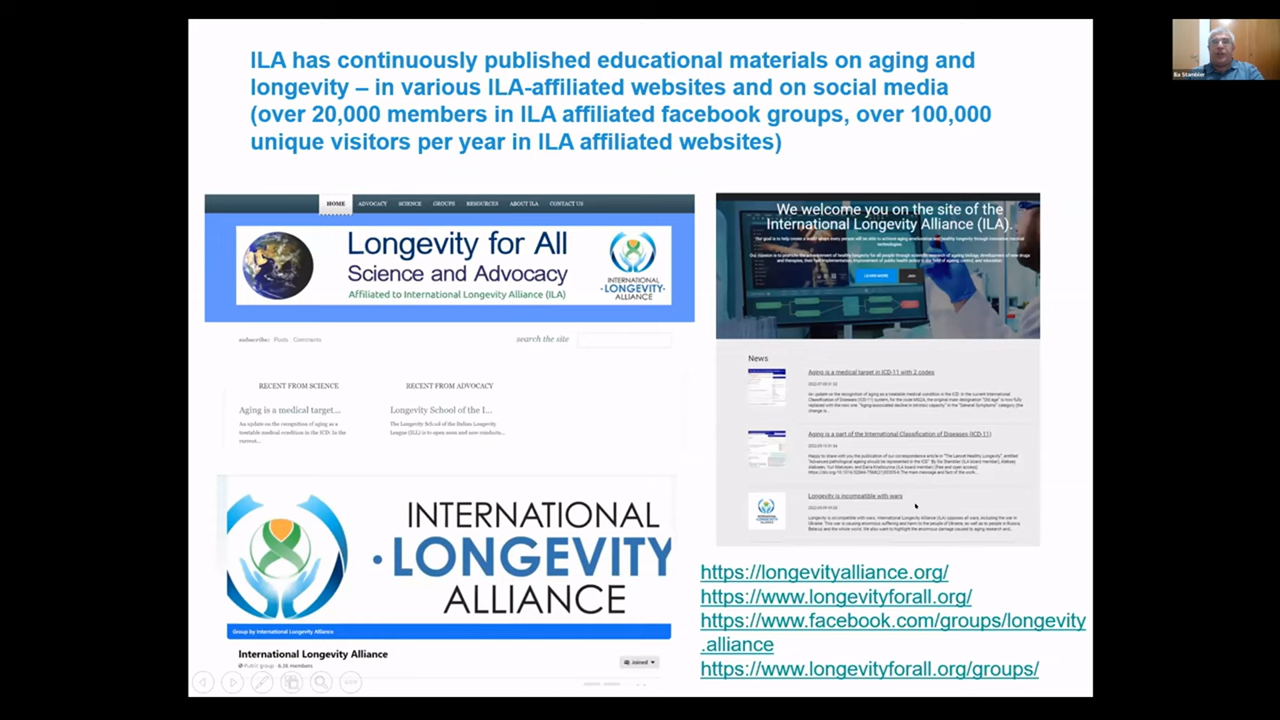 ILA has continuously published educational materials on aging and
longevity – in various ILA-affiliated websites and on social media
(over 20,000 members in ILA affiliated facebook groups, over 100,000
unique visitors per year in ILA affiliated websites)
Ilia Stambler
HOME ADVOCACY SCIENCE GROUPS RESOURCES ABOUT ILA CONTACT US
Longevity for All
Science and Advocacy
Affiliated to International Longevity Alliance (ILA)
INTERNATIONAL
LONGEVITY
ALLIANCE
subscribe: Posts Comments
search the site
RECENT FROM SCIENCE
Aging is a medical target...
An update on the recognition of aging as a
treatable medical condition in the ICD: In the
current...
RECENT FROM ADVOCACY
Longevity School of the I...
The Longevity School of the Italian Longevity
League (ILL) is open and now conducts...
INTERNATIONAL
LONGEVITY
ALLIANCE
Group by International Longevity Alliance
International Longevity Alliance
Public group · members
Joined
We welcome you on the site of the
International Longevity Alliance (ILA).
LEARN MORE JOIN
News
Aging is a medical target in ICD-11 with 2 codes
Aging is a part of the International Classification of Diseases (ICD-11)
Longevity is incompatible with wars
https://longevityalliance.org/
https://www.longevityforall.org/
https://www.facebook.com/groups/longevity
.alliance
https://www.longevityforall.org/groups/